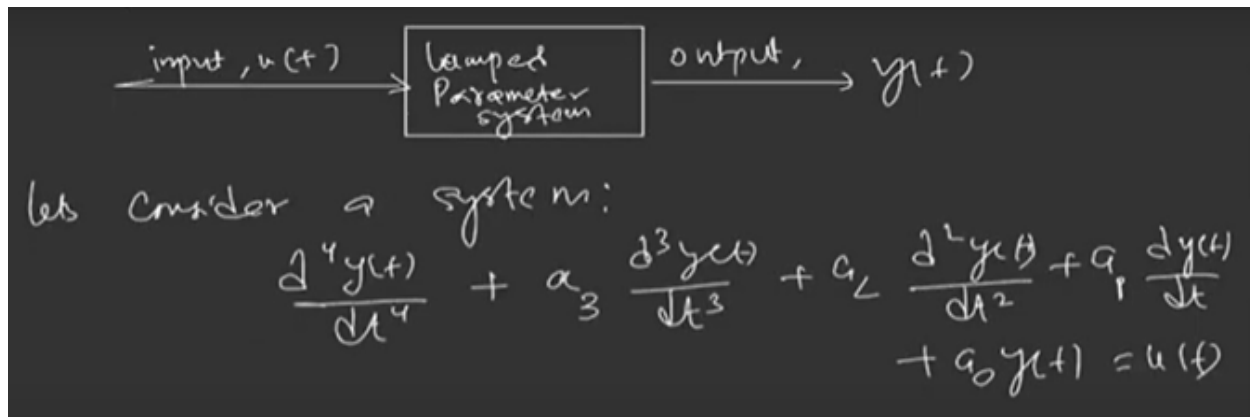 input, u(t)
Lumped
Parameter
system
output,
y(t)
lets consider a system:
d⁴y(t)/dt⁴ + a₃ d³y(t)/dt³ + a₂ d²y(t)/dt² + a₁ dy(t)/dt
+ a₀y(t) = u(t)